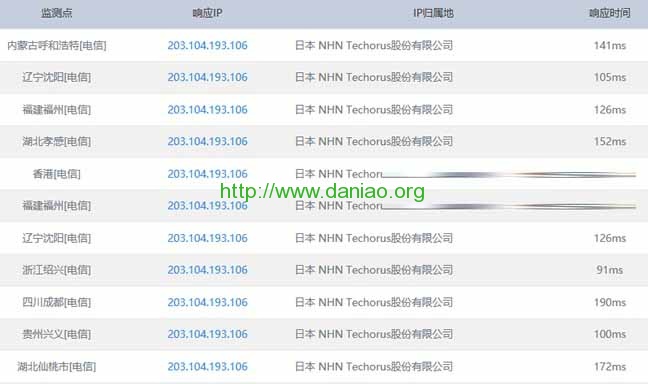 监测点 响应IP IP归属地 响应时间
内蒙古呼和浩特[电信] 203.104.193.106 日本 NHN Techorus股份有限公司 141ms
辽宁沈阳[电信] 203.104.193.106 日本 NHN Techorus股份有限公司 105ms
福建福州[电信] 203.104.193.106 日本 NHN Techorus股份有限公司 126ms
湖北孝感[电信] 203.104.193.106 日本 NHN Techorus股份有限公司 152ms
香港[电信] 203.104.193.106 日本 NHN Techoru
http://www.daniao.org
福建福州[电信] 203.104.193.106 日本 NHN Techoru
辽宁沈阳[电信] 203.104.193.106 日本 NHN Techorus股份有限公司 126ms
浙江绍兴[电信] 203.104.193.106 日本 NHN Techorus股份有限公司 91ms
四川成都[电信] 203.104.193.106 日本 NHN Techorus股份有限公司 190ms
贵州兴义[电信] 203.104.193.106 日本 NHN Techorus股份有限公司 100ms
湖北仙桃市[电信] 203.104.193.106 日本 NHN Techorus股份有限公司 172ms